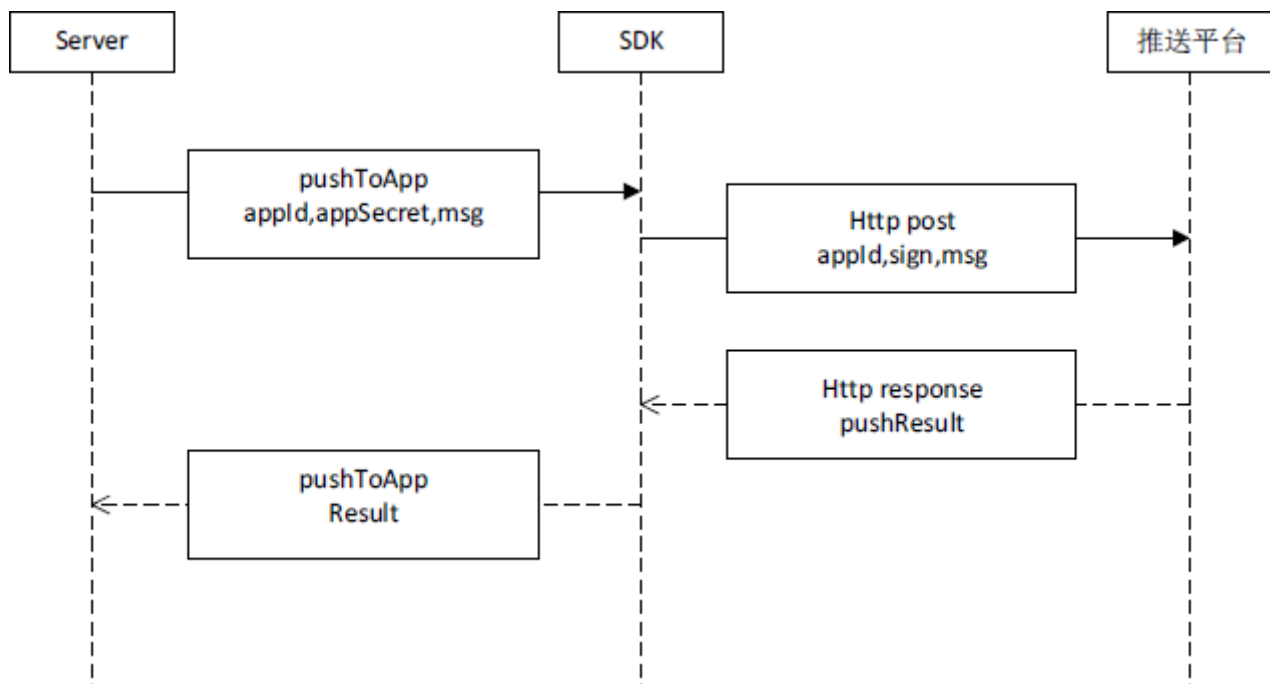 Server
SDK
推送平台
pushToApp
appId,appSecret,msg
Http post
appId,sign,msg
Http response
pushResult
pushToApp
Result